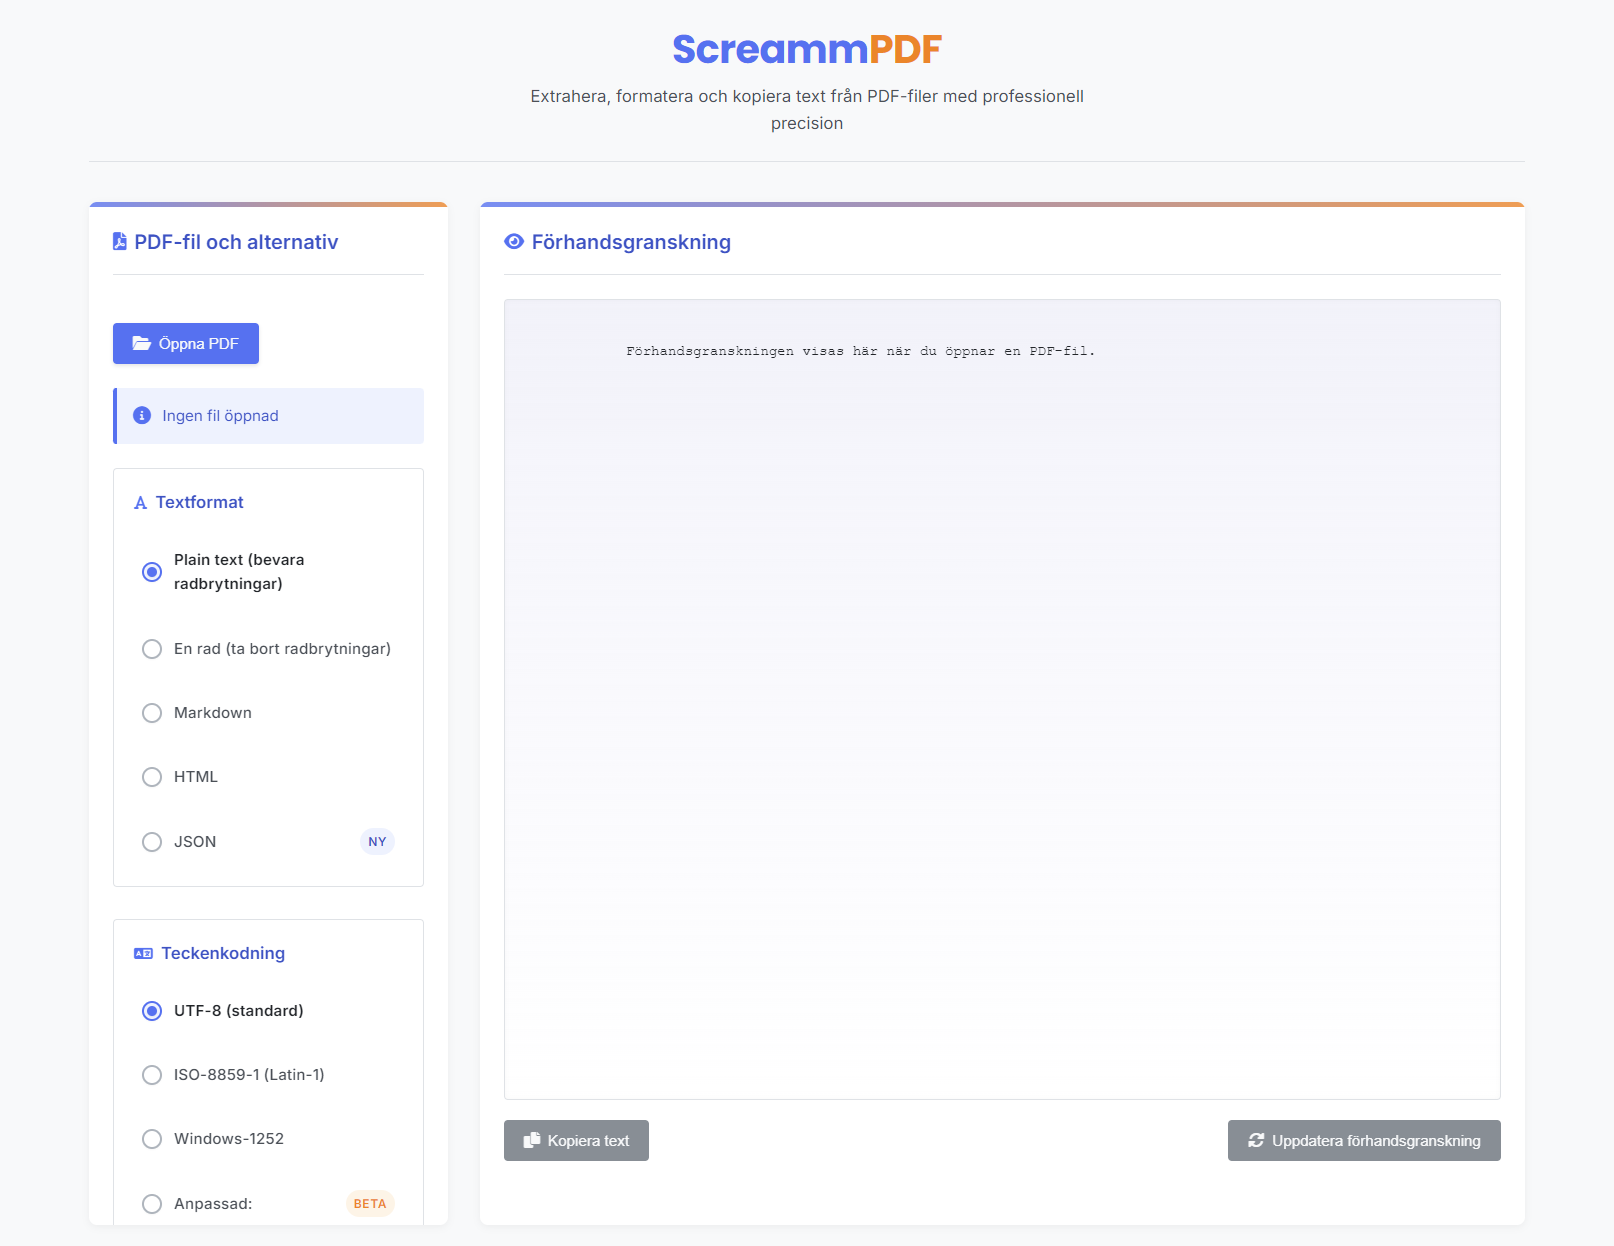 ScreammPDF
Extrahera, formatera och kopiera text från PDF-filer med professionell
precision
PDF-fil och alternativ
Öppna PDF
Ingen fil öppnad
Textformat
Plain text (bevara
radbrytningar)
En rad (ta bort radbrytningar)
Markdown
HTML
JSON NY
Teckenkodning
UTF-8 (standard)
ISO-8859-1 (Latin-1)
Windows-1252
Anpassad: BETA
Förhandsgranskning
Förhandsgranskningen visas här när du öppnar en PDF-fil.
Kopiera text
Uppdatera förhandsgranskning